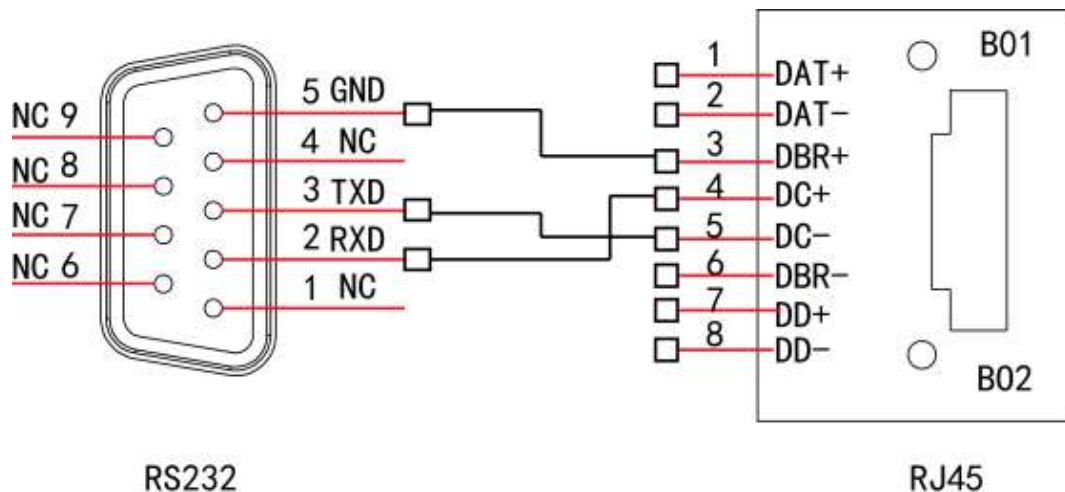 NC 9
NC 8
NC 7
NC 6
5 GND
4 NC
3 TXD
2 RXD
1 NC
1 DAT+
2 DAT-
3 DBR+
4 DC+
5 DC-
6 DBR-
7 DD+
8 DD-
B01
B02
RS232
RJ45